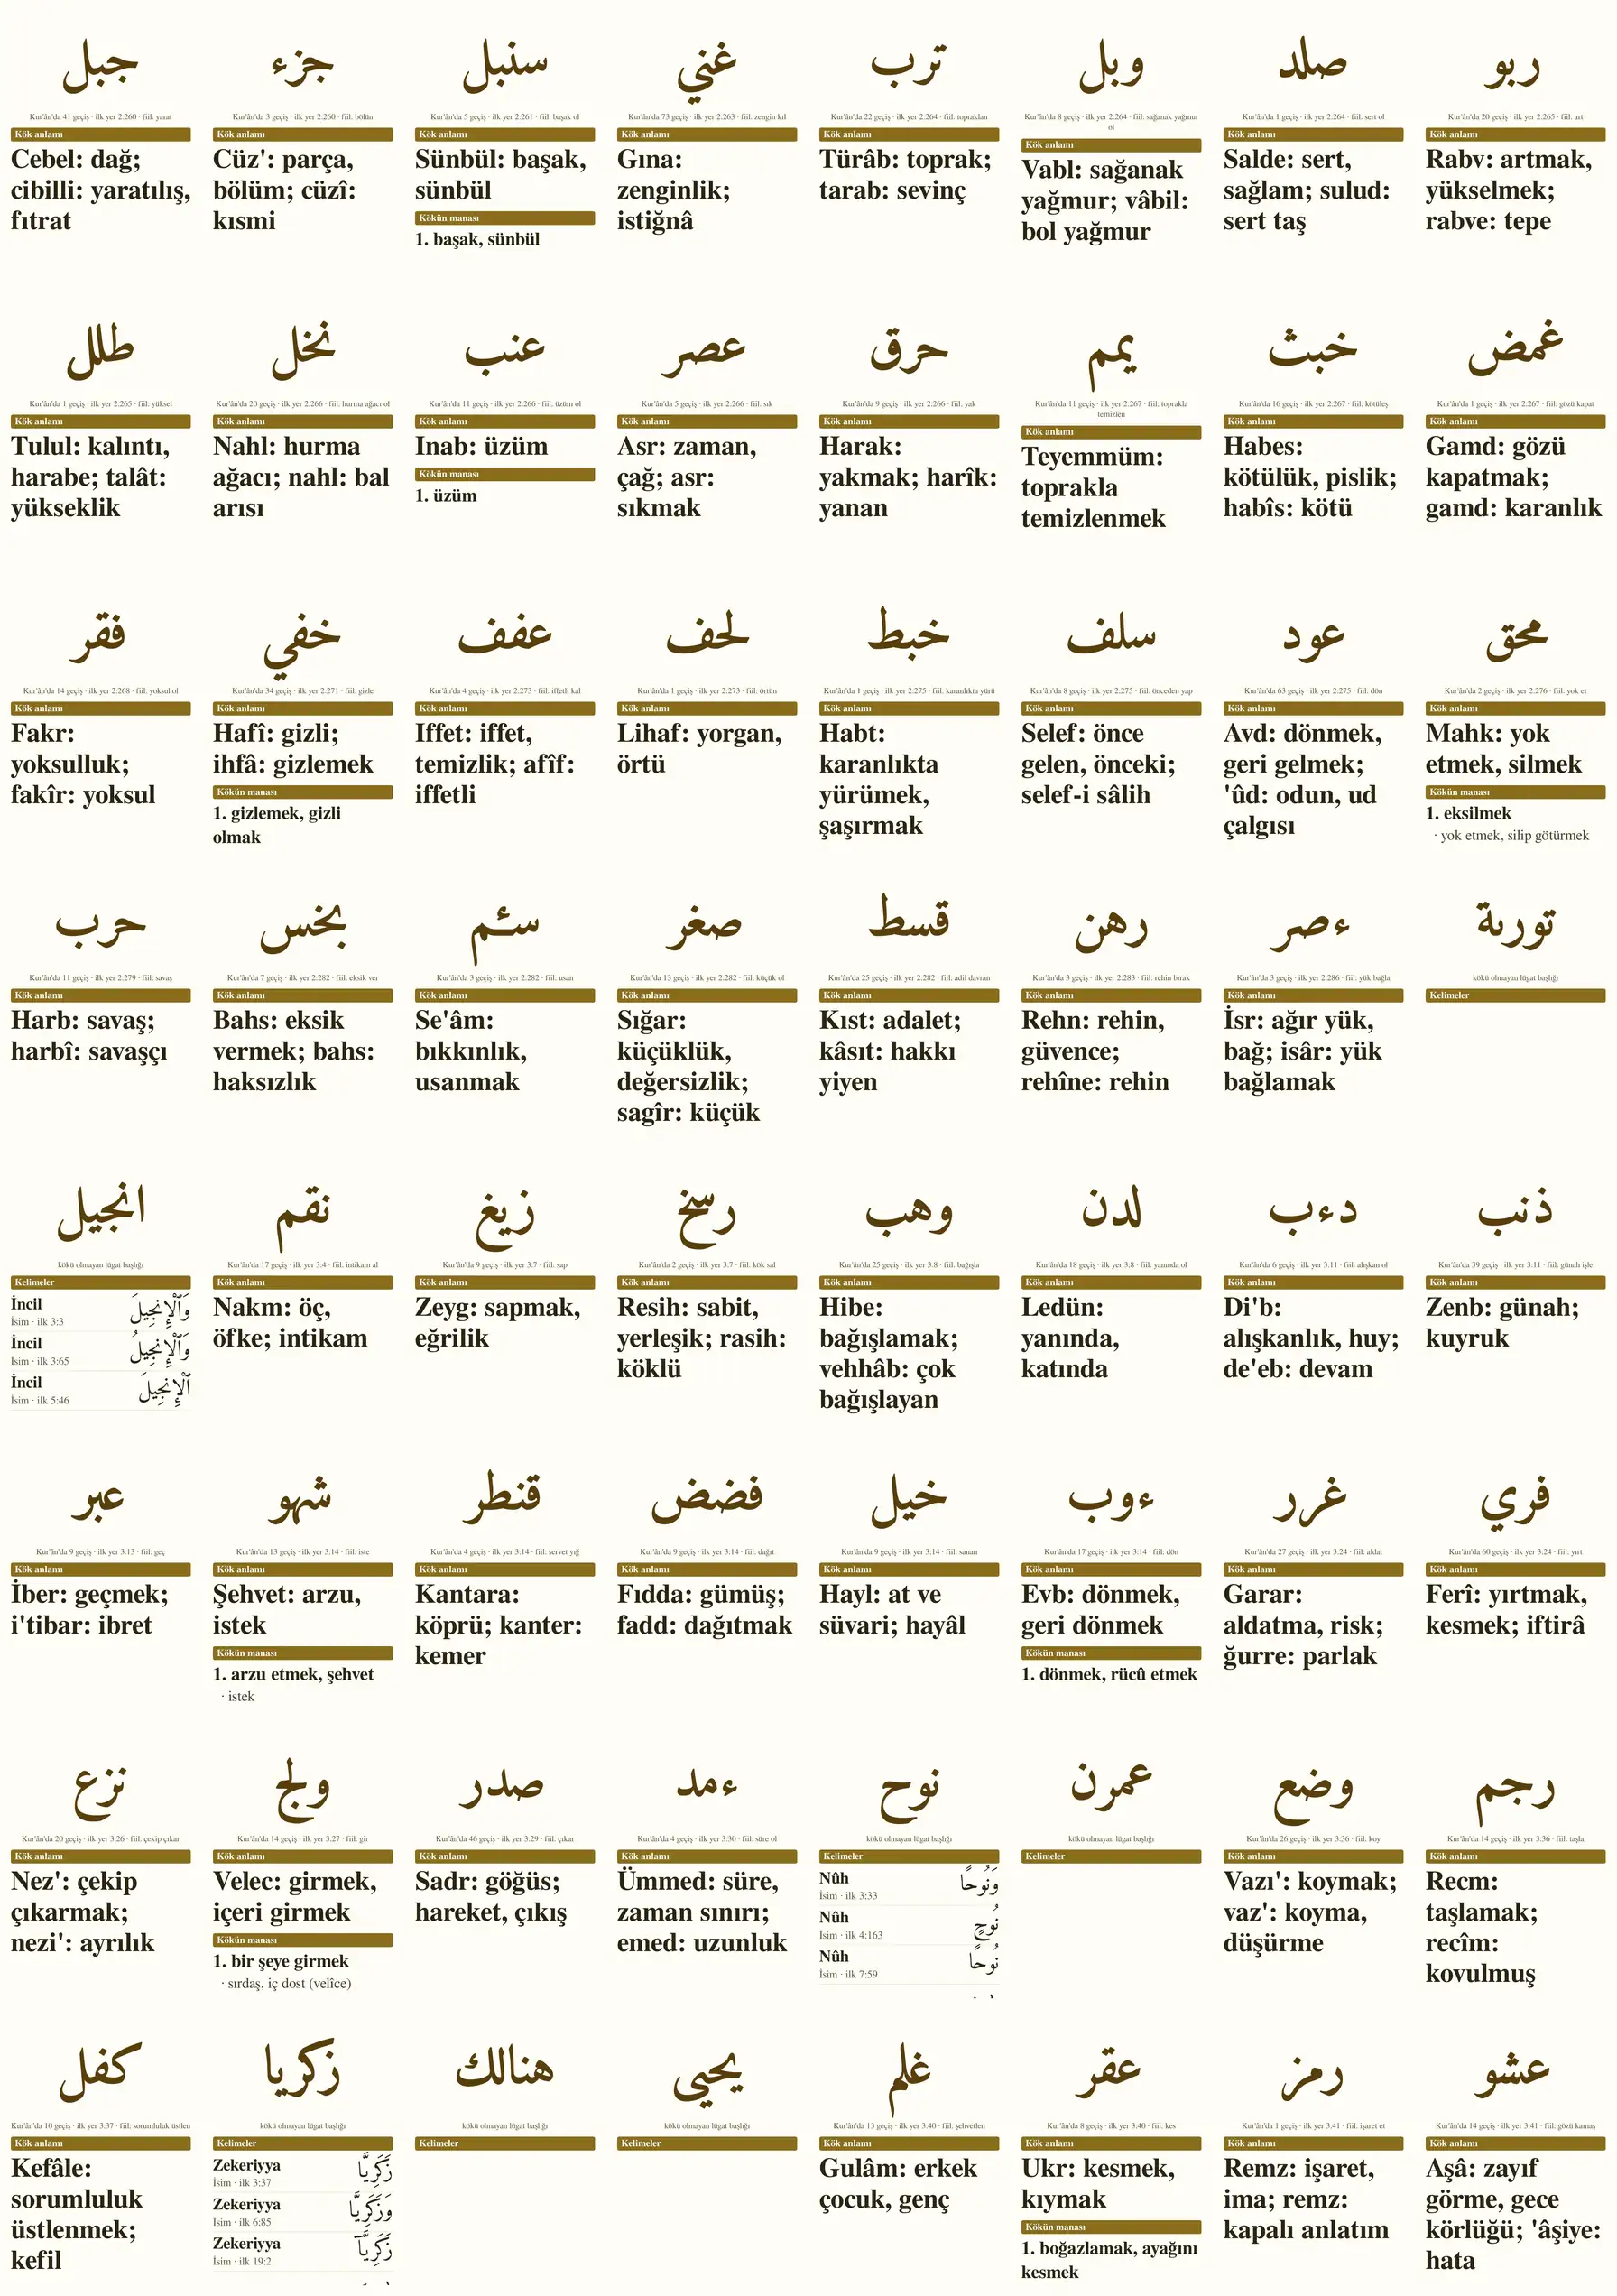 جبل
Kur'ân'da 41 geçiş · ilk yer 2:260 · fiil: yarat
Kök anlamı
Cebel: dağ;
cibilli: yaratılış,
fıtrat
جزء
Kur'ân'da 3 geçiş · ilk yer 2:260 · fiil: bölün
Kök anlamı
Cüz': parça,
bölüm; cüzî:
kısmi
سنبل
Kur'ân'da 5 geçiş · ilk yer 2:261 · fiil: başak ol
Kök anlamı
Sünbül: başak,
sünbül
Kökün manası
1. başak, sünbül
غني
Kur'ân'da 73 geçiş · ilk yer 2:263 · fiil: zengin kıl
Kök anlamı
Gına:
zenginlik;
istiğnâ
ترب
Kur'ân'da 22 geçiş · ilk yer 2:264 · fiil: topraklan
Kök anlamı
Türâb: toprak;
tarab: sevinç
وبل
Kur'ân'da 8 geçiş · ilk yer 2:264 · fiil: sağanak yağmur
ol
Kök anlamı
Vabl: sağanak
yağmur; vâbil:
bol yağmur
صلد
Kur'ân'da 1 geçiş · ilk yer 2:264 · fiil: sert ol
Kök anlamı
Salde: sert,
sağlam; sulud:
sert taş
ربو
Kur'ân'da 20 geçiş · ilk yer 2:265 · fiil: art
Kök anlamı
Rabv: artmak,
yükselmek;
rabve: tepe
طلل
Kur'ân'da 1 geçiş · ilk yer 2:265 · fiil: yüksel
Kök anlamı
Tulul: kalıntı,
harabe; talât:
yükseklik
نخل
Kur'ân'da 20 geçiş · ilk yer 2:266 · fiil: hurma ağacı ol
Kök anlamı
Nahl: hurma
ağacı; nahl: bal
arısı
عنب
Kur'ân'da 11 geçiş · ilk yer 2:266 · fiil: üzüm ol
Kök anlamı
Inab: üzüm
Kökün manası
1. üzüm
عصر
Kur'ân'da 5 geçiş · ilk yer 2:266 · fiil: sık
Kök anlamı
Asr: zaman,
çağ; asr:
sıkmak
حرق
Kur'ân'da 9 geçiş · ilk yer 2:266 · fiil: yak
Kök anlamı
Harak:
yakmak; harîk:
yanan
يمم
Kur'ân'da 11 geçiş · ilk yer 2:267 · fiil: toprakla
temizlen
Kök anlamı
Teyemmüm:
toprakla
temizlenmek
خبث
Kur'ân'da 16 geçiş · ilk yer 2:267 · fiil: kötüleş
Kök anlamı
Habes:
kötülük, pislik;
habîs: kötü
غمض
Kur'ân'da 1 geçiş · ilk yer 2:267 · fiil: gözü kapat
Kök anlamı
Gamd: gözü
kapatmak;
gamd: karanlık
فقر
Kur'ân'da 14 geçiş · ilk yer 2:268 · fiil: yoksul ol
Kök anlamı
Fakr:
yoksulluk;
fakîr: yoksul
خفي
Kur'ân'da 34 geçiş · ilk yer 2:271 · fiil: gizle
Kök anlamı
Hafî: gizli;
ihfâ: gizlemek
Kökün manası
1. gizlemek, gizli
olmak
عفف
Kur'ân'da 4 geçiş · ilk yer 2:273 · fiil: iffetli kal
Kök anlamı
Iffet: iffet,
temizlik; afîf:
iffetli
لحف
Kur'ân'da 1 geçiş · ilk yer 2:273 · fiil: örtün
Kök anlamı
Lihaf: yorgan,
örtü
خبط
Kur'ân'da 1 geçiş · ilk yer 2:275 · fiil: karanlıkta yürü
Kök anlamı
Habt:
karanlıkta
yürümek,
şaşırmak
سلف
Kur'ân'da 8 geçiş · ilk yer 2:275 · fiil: önceden yap
Kök anlamı
Selef: önce
gelen, önceki;
selef-i sâlih
عود
Kur'ân'da 63 geçiş · ilk yer 2:275 · fiil: dön
Kök anlamı
Avd: dönmek,
geri gelmek;
'ûd: odun, ud
çalgısı
محق
Kur'ân'da 2 geçiş · ilk yer 2:276 · fiil: yok et
Kök anlamı
Mahk: yok
etmek, silmek
Kökün manası
1. eksilmek
· yok etmek, silip götürmek
حرب
Kur'ân'da 11 geçiş · ilk yer 2:279 · fiil: savaş
Kök anlamı
Harb: savaş;
harbî: savaşçı
بخس
Kur'ân'da 7 geçiş · ilk yer 2:282 · fiil: eksik ver
Kök anlamı
Bahs: eksik
vermek; bahs:
haksızlık
سئم
Kur'ân'da 3 geçiş · ilk yer 2:282 · fiil: usan
Kök anlamı
Se'âm:
bıkkınlık,
usanmak
صغر
Kur'ân'da 13 geçiş · ilk yer 2:282 · fiil: küçük ol
Kök anlamı
Sığar:
küçüklük,
değersizlik;
sagîr: küçük
قسط
Kur'ân'da 25 geçiş · ilk yer 2:282 · fiil: adil davran
Kök anlamı
Kıst: adalet;
kâsıt: hakkı
yiyen
رهن
Kur'ân'da 3 geçiş · ilk yer 2:283 · fiil: rehin bırak
Kök anlamı
Rehn: rehin,
güvence;
rehîne: rehin
ءصر
Kur'ân'da 3 geçiş · ilk yer 2:286 · fiil: yük bağla
Kök anlamı
İsr: ağır yük,
bağ; isâr: yük
bağlamak
تورىة
kökü olmayan lügat başlığı
Kelimeler
انجيل
kökü olmayan lügat başlığı
Kelimeler
İncil وَٱلْإِنجِيلَ
İsim · ilk 3:3
İncil وَٱلْإِنجِيلُ
İsim · ilk 3:65
İncil ٱلْإِنجِيلَ
İsim · ilk 5:46
نقم
Kur'ân'da 17 geçiş · ilk yer 3:4 · fiil: intikam al
Kök anlamı
Nakm: öç,
öfke; intikam
زيغ
Kur'ân'da 9 geçiş · ilk yer 3:7 · fiil: sap
Kök anlamı
Zeyg: sapmak,
eğrilik
رسخ
Kur'ân'da 2 geçiş · ilk yer 3:7 · fiil: kök sal
Kök anlamı
Resih: sabit,
yerleşik; rasih:
köklü
وهب
Kur'ân'da 25 geçiş · ilk yer 3:8 · fiil: bağışla
Kök anlamı
Hibe:
bağışlamak;
vehhâb: çok
bağışlayan
لدن
Kur'ân'da 18 geçiş · ilk yer 3:8 · fiil: yanında ol
Kök anlamı
Ledün:
yanında,
katında
دءب
Kur'ân'da 6 geçiş · ilk yer 3:11 · fiil: alışkan ol
Kök anlamı
Di'b:
alışkanlık, huy;
de'eb: devam
ذنب
Kur'ân'da 39 geçiş · ilk yer 3:11 · fiil: günah işle
Kök anlamı
Zenb: günah;
kuyruk
عبر
Kur'ân'da 9 geçiş · ilk yer 3:13 · fiil: geç
Kök anlamı
İber: geçmek;
i'tibar: ibret
شهو
Kur'ân'da 13 geçiş · ilk yer 3:14 · fiil: iste
Kök anlamı
Şehvet: arzu,
istek
Kökün manası
1. arzu etmek, şehvet
· istek
قنطر
Kur'ân'da 4 geçiş · ilk yer 3:14 · fiil: servet yığ
Kök anlamı
Kantara:
köprü; kanter:
kemer
فضض
Kur'ân'da 9 geçiş · ilk yer 3:14 · fiil: dağıt
Kök anlamı
Fıdda: gümüş;
fadd: dağıtmak
خيل
Kur'ân'da 9 geçiş · ilk yer 3:14 · fiil: sanan
Kök anlamı
Hayl: at ve
süvari; hayâl
ءوب
Kur'ân'da 17 geçiş · ilk yer 3:14 · fiil: dön
Kök anlamı
Evb: dönmek,
geri dönmek
Kökün manası
1. dönmek, rücû etmek
غرر
Kur'ân'da 27 geçiş · ilk yer 3:24 · fiil: aldat
Kök anlamı
Garar:
aldatma, risk;
ğurre: parlak
فري
Kur'ân'da 60 geçiş · ilk yer 3:24 · fiil: yırt
Kök anlamı
Ferî: yırtmak,
kesmek; iftirâ
نزع
Kur'ân'da 20 geçiş · ilk yer 3:26 · fiil: çekip çıkar
Kök anlamı
Nez': çekip
çıkarmak;
nezi': ayrılık
ولج
Kur'ân'da 14 geçiş · ilk yer 3:27 · fiil: gir
Kök anlamı
Velec: girmek,
içeri girmek
Kökün manası
1. bir şeye girmek
· sırdaş, iç dost (velîce)
صدر
Kur'ân'da 46 geçiş · ilk yer 3:29 · fiil: çıkar
Kök anlamı
Sadr: göğüs;
hareket, çıkış
ءمد
Kur'ân'da 4 geçiş · ilk yer 3:30 · fiil: süre ol
Kök anlamı
Ümmed: süre,
zaman sınırı;
emed: uzunluk
نوح
kökü olmayan lügat başlığı
Kelimeler
Nûh وَنُوحًا
İsim · ilk 3:33
Nûh نُوحٍ
İsim · ilk 4:163
Nûh نُوحًا
İsim · ilk 7:59
عمرن
kökü olmayan lügat başlığı
Kelimeler
وضع
Kur'ân'da 26 geçiş · ilk yer 3:36 · fiil: koy
Kök anlamı
Vazı': koymak;
vaz': koyma,
düşürme
رجم
Kur'ân'da 14 geçiş · ilk yer 3:36 · fiil: taşla
Kök anlamı
Recm:
taşlamak;
recîm:
kovulmuş
كفل
Kur'ân'da 10 geçiş · ilk yer 3:37 · fiil: sorumluluk üstlen
Kök anlamı
Kefâle:
sorumluluk
üstlenmek;
kefil
زكريا
kökü olmayan lügat başlığı
Kelimeler
Zekeriyya زَكَرِيَّا
İsim · ilk 3:37
Zekeriyya وَزَكَرِيَّا
İsim · ilk 6:85
Zekeriyya زَكَرِيَّآ
İsim · ilk 19:2
هنالك
kökü olmayan lügat başlığı
Kelimeler
يحيي
kökü olmayan lügat başlığı
Kelimeler
غلم
Kur'ân'da 13 geçiş · ilk yer 3:40 · fiil: şehvetlen
Kök anlamı
Gulâm: erkek
çocuk, genç
عقر
Kur'ân'da 8 geçiş · ilk yer 3:40 · fiil: kes
Kök anlamı
Ukr: kesmek,
kıymak
Kökün manası
1. boğazlamak, ayağını
kesmek
رمز
Kur'ân'da 1 geçiş · ilk yer 3:41 · fiil: işaret et
Kök anlamı
Remz: işaret,
ima; remz:
kapalı anlatım
عشو
Kur'ân'da 14 geçiş · ilk yer 3:41 · fiil: gözü kamaş
Kök anlamı
Aşâ: zayıf
görme, gece
körlüğü; 'âşiye:
hata